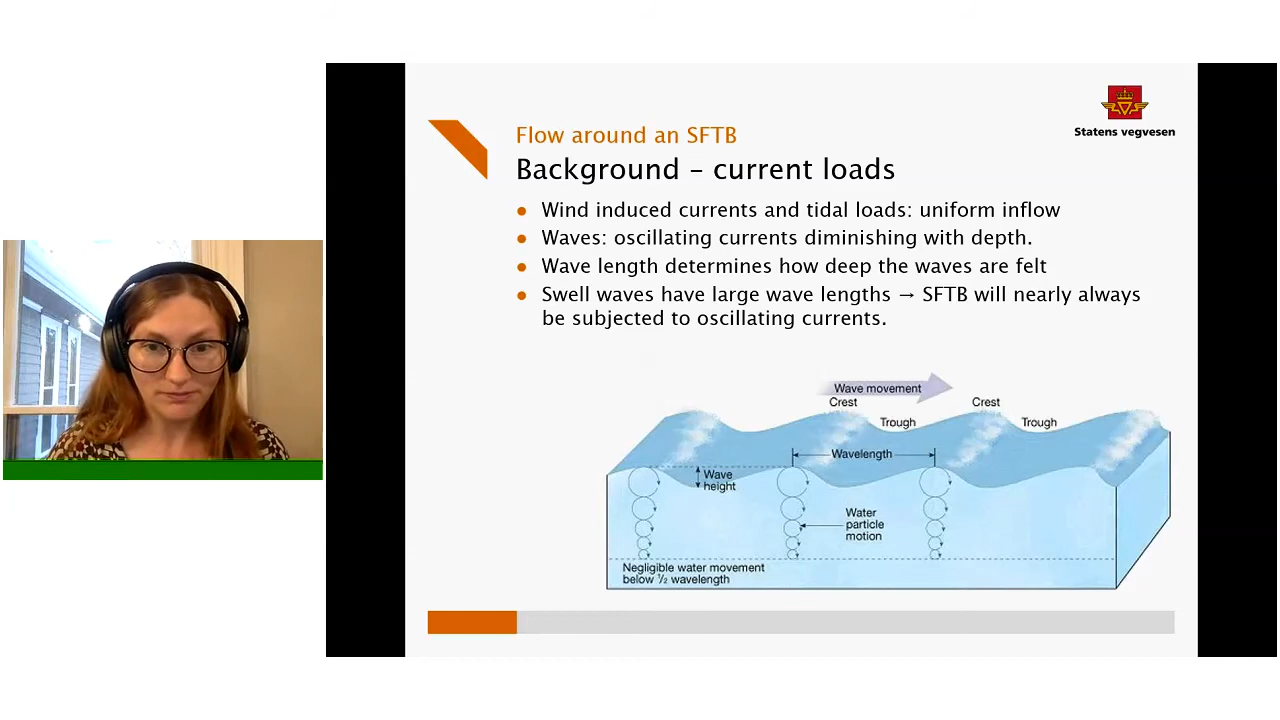 Statens vegvesen
Flow around an SFTB
Background – current loads
● Wind induced currents and tidal loads: uniform inflow
● Waves: oscillating currents diminishing with depth.
● Wave length determines how deep the waves are felt
● Swell waves have large wave lengths → SFTB will nearly always
be subjected to oscillating currents.
Wave movement
Crest
Crest
Trough
Trough
Wavelength
Wave
height
Water
particle
motion
Negligible water movement
below ½ wavelength